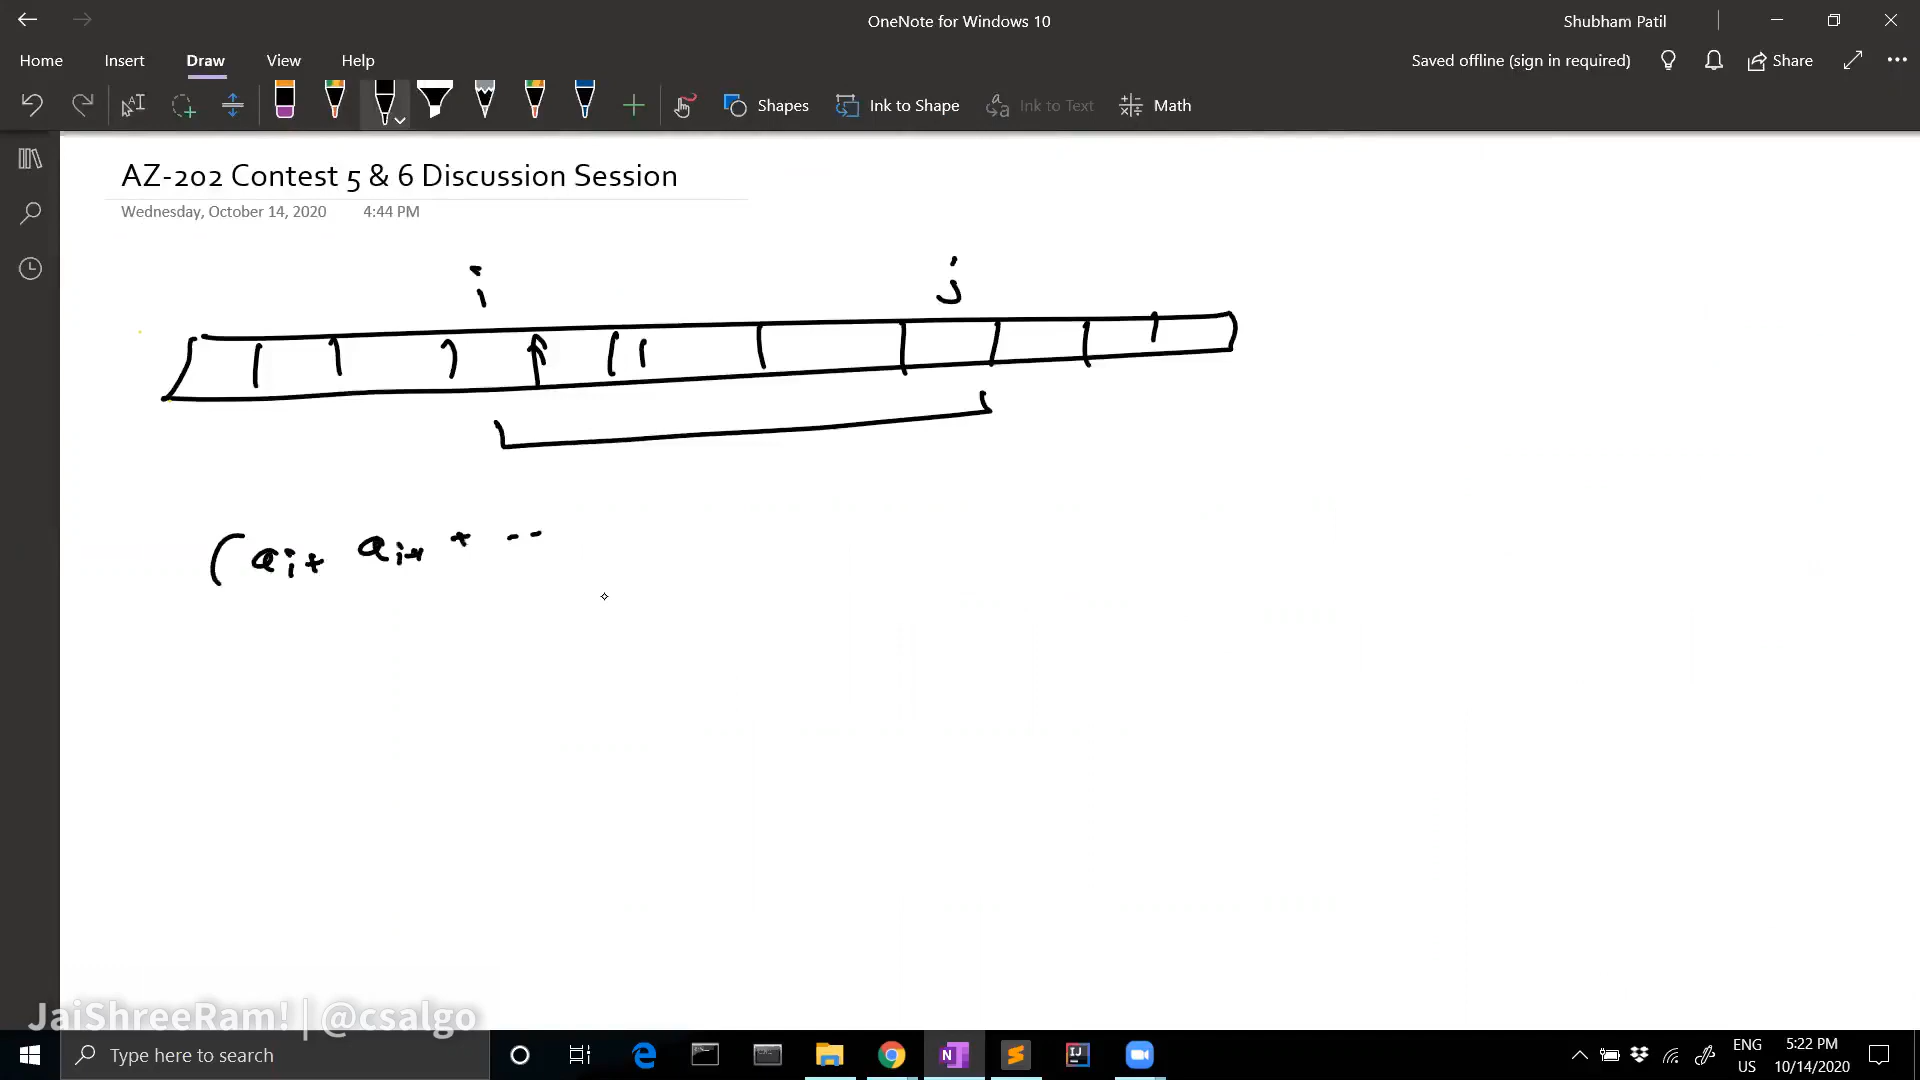 OneNote for Windows 10
Shubham Patil
Home Insert Draw View Help
Saved offline (sign in required)
Share
Shapes Ink to Shape Ink to Text Math
AZ-202 Contest 5 & 6 Discussion Session
Wednesday, October 14, 2020 4:44 PM
i j
(ai+ ai+1 + --
JaiShreeRam! | @csalgo
Type here to search
ENG
US
5:22 PM
10/14/2020